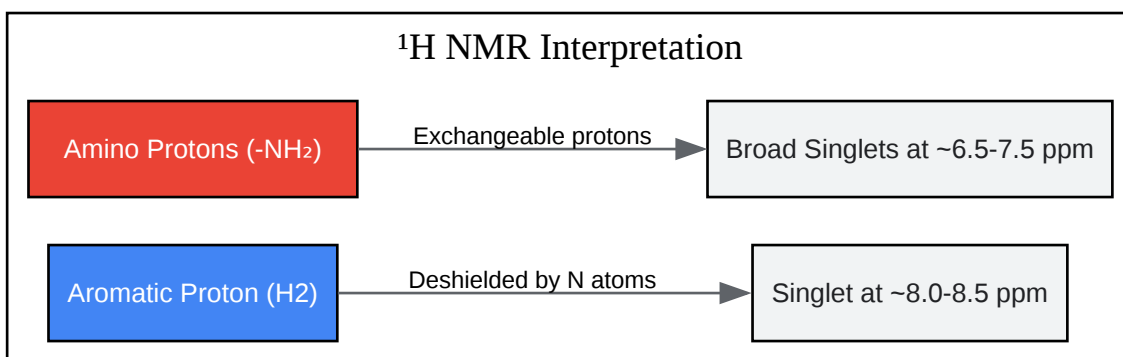 ¹H NMR Interpretation
Amino Protons (-NH₂)
Exchangeable protons
Broad Singlets at ~6.5-7.5 ppm
Aromatic Proton (H2)
Deshielded by N atoms
Singlet at ~8.0-8.5 ppm